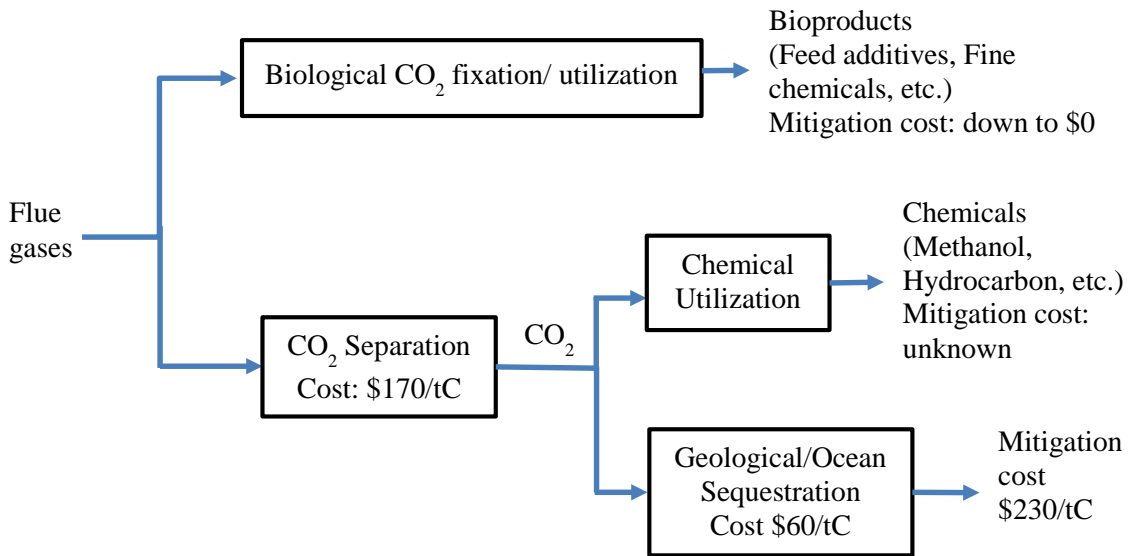 Bioproducts
(Feed additives, Fine
chemicals, etc.)
Mitigation cost: down to $0
Biological CO₂ fixation/ utilization
Flue
gases
Chemicals
(Methanol,
Hydrocarbon, etc.)
Mitigation cost:
unknown
Chemical
Utilization
CO₂ Separation
Cost: $170/tC
CO₂
Geological/Ocean
Sequestration
Cost $60/tC
Mitigation
cost
$230/tC